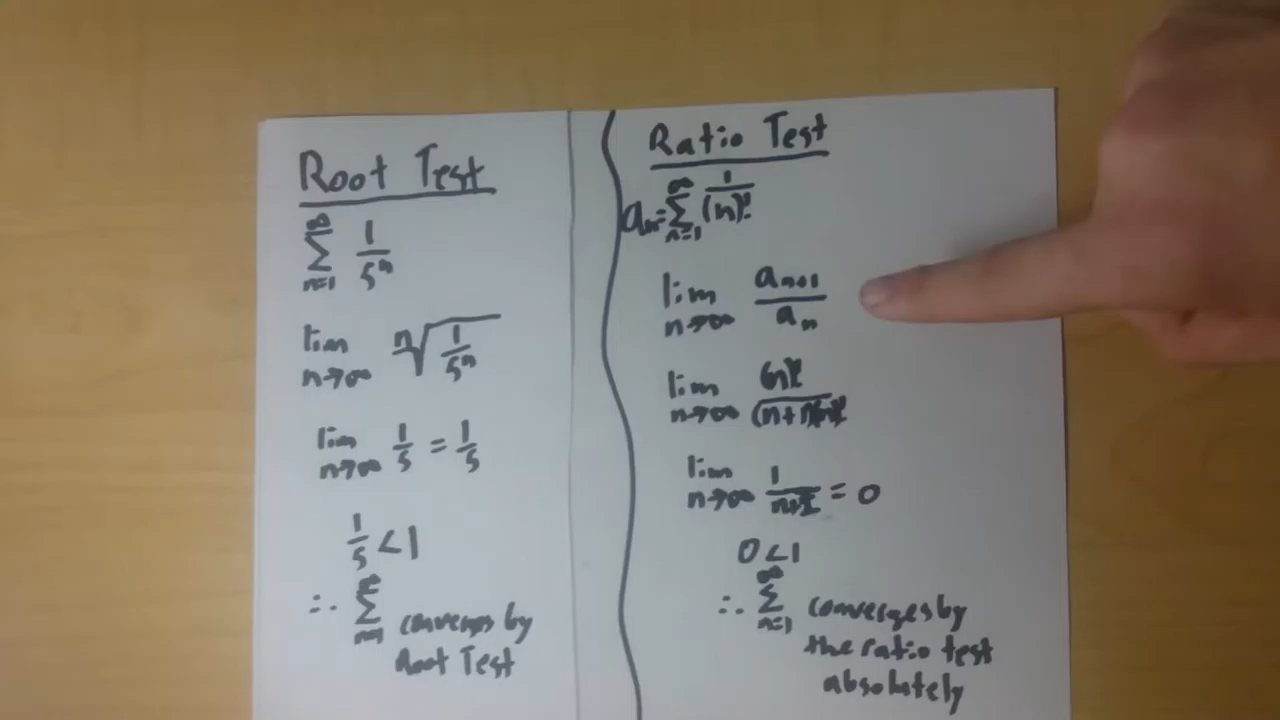 Root Test
∞
∑ 1/5ⁿ
n=1
lim ⁿ√(1/5ⁿ)
n→∞
lim 1/5 = 1/5
n→∞
1/5 < 1
∴ ∑ converges by
Root Test
Ratio Test
∞
aₙ = ∑ 1/(n)!
n=1
lim aₙ₊₁/aₙ
n→∞
lim (n)!/(n+1)(n)!
n→∞
lim 1/n+1 = 0
n→∞
0 < 1
∞
∴ ∑ converges by
n=1
the ratio test
absolutely